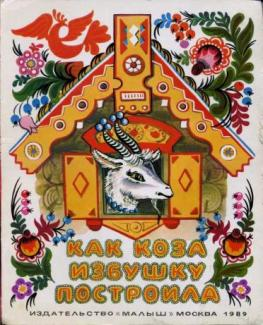 КАК КОЗА
ИЗБУШКУ
ПОСТРОИЛА
ИЗДАТЕЛЬСТВО «МАЛЫШ» МОСКВА 1989